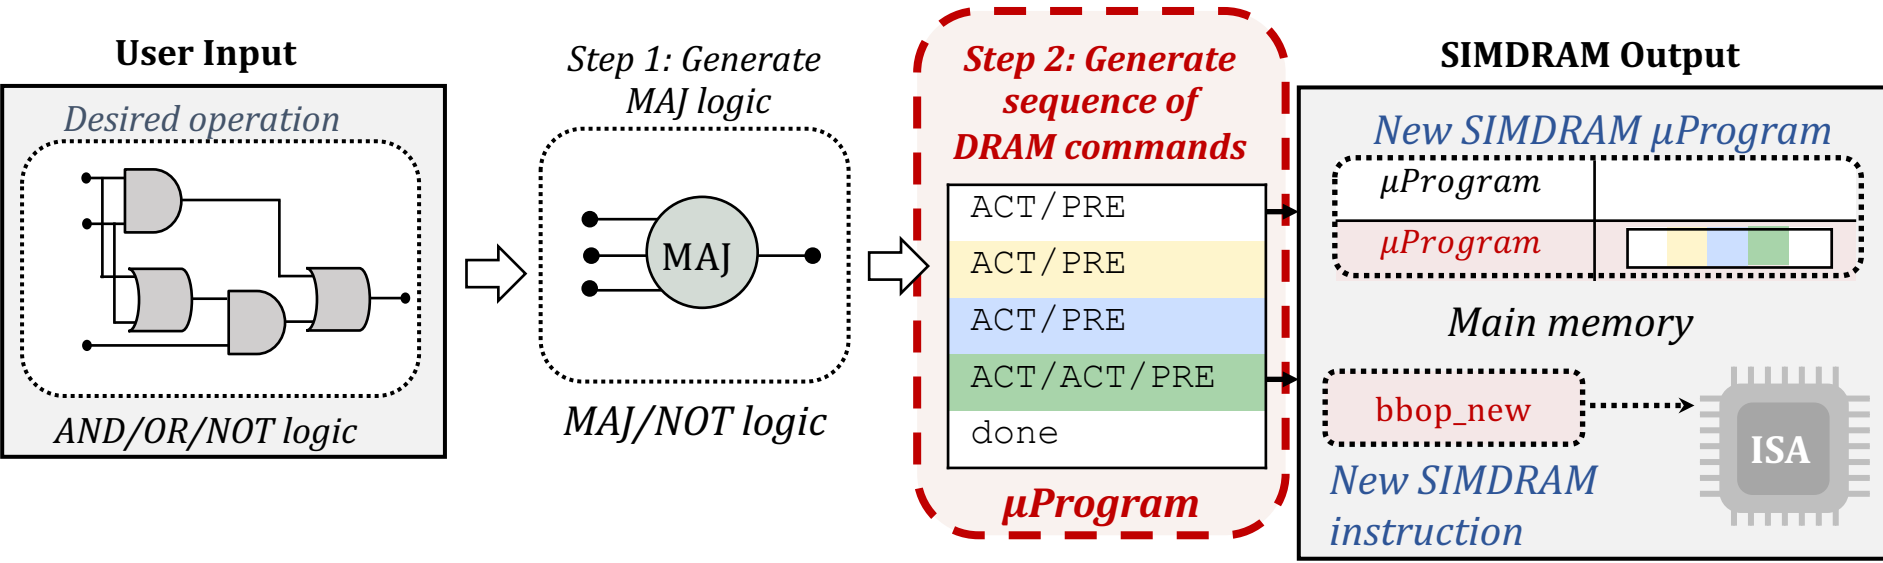 User Input
Desired operation
AND/OR/NOT logic
Step 1: Generate
MAJ logic
MAJ
MAJ/NOT logic
Step 2: Generate
sequence of
DRAM commands
ACT/PRE
ACT/PRE
ACT/PRE
ACT/ACT/PRE
done
μProgram
SIMDRAM Output
New SIMDRAM μProgram
μProgram
μProgram
Main memory
bbop_new
ISA
New SIMDRAM
instruction